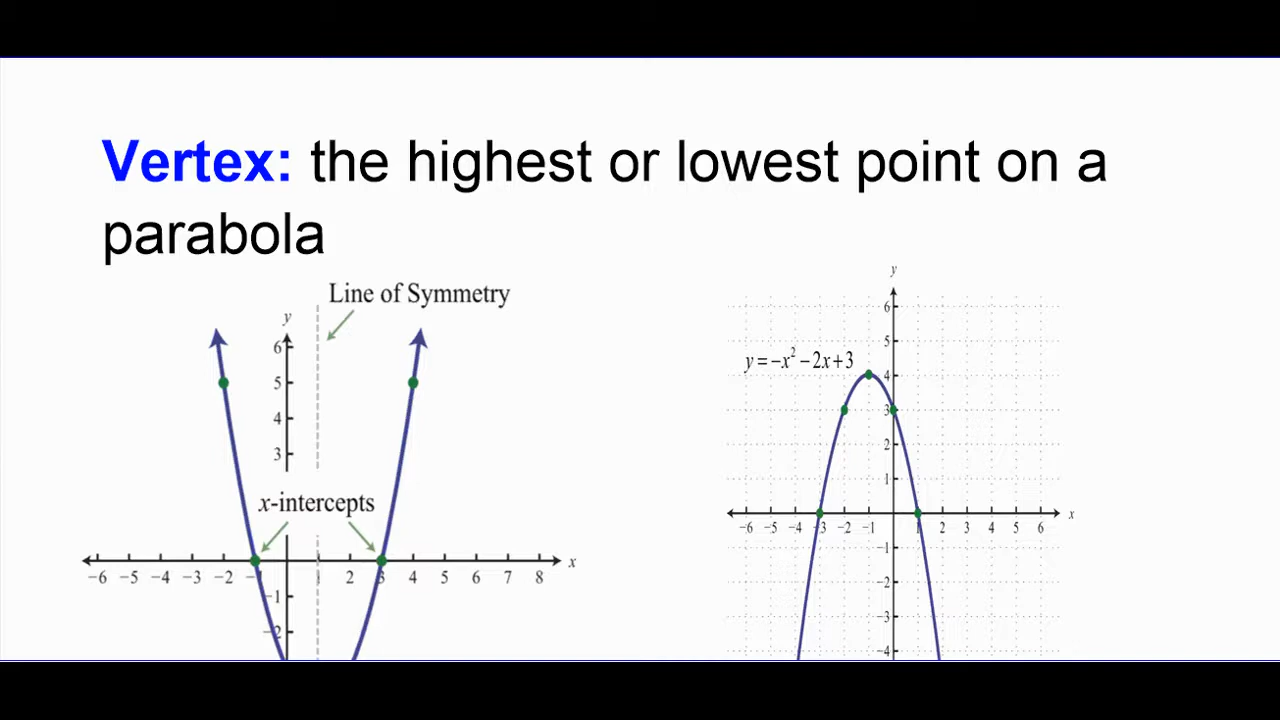 Vertex: the highest or lowest point on a
parabola
Line of Symmetry
y
6
5
4
3
x-intercepts
x
−6 −5 −4 −3 −2 −1 1 2 3 4 5 6 7 8
−1
−2
y
6
5
y = −x² − 2x + 3
4
3
2
1
x
−6 −5 −4 −3 −2 −1 1 2 3 4 5 6
−1
−2
−3
−4